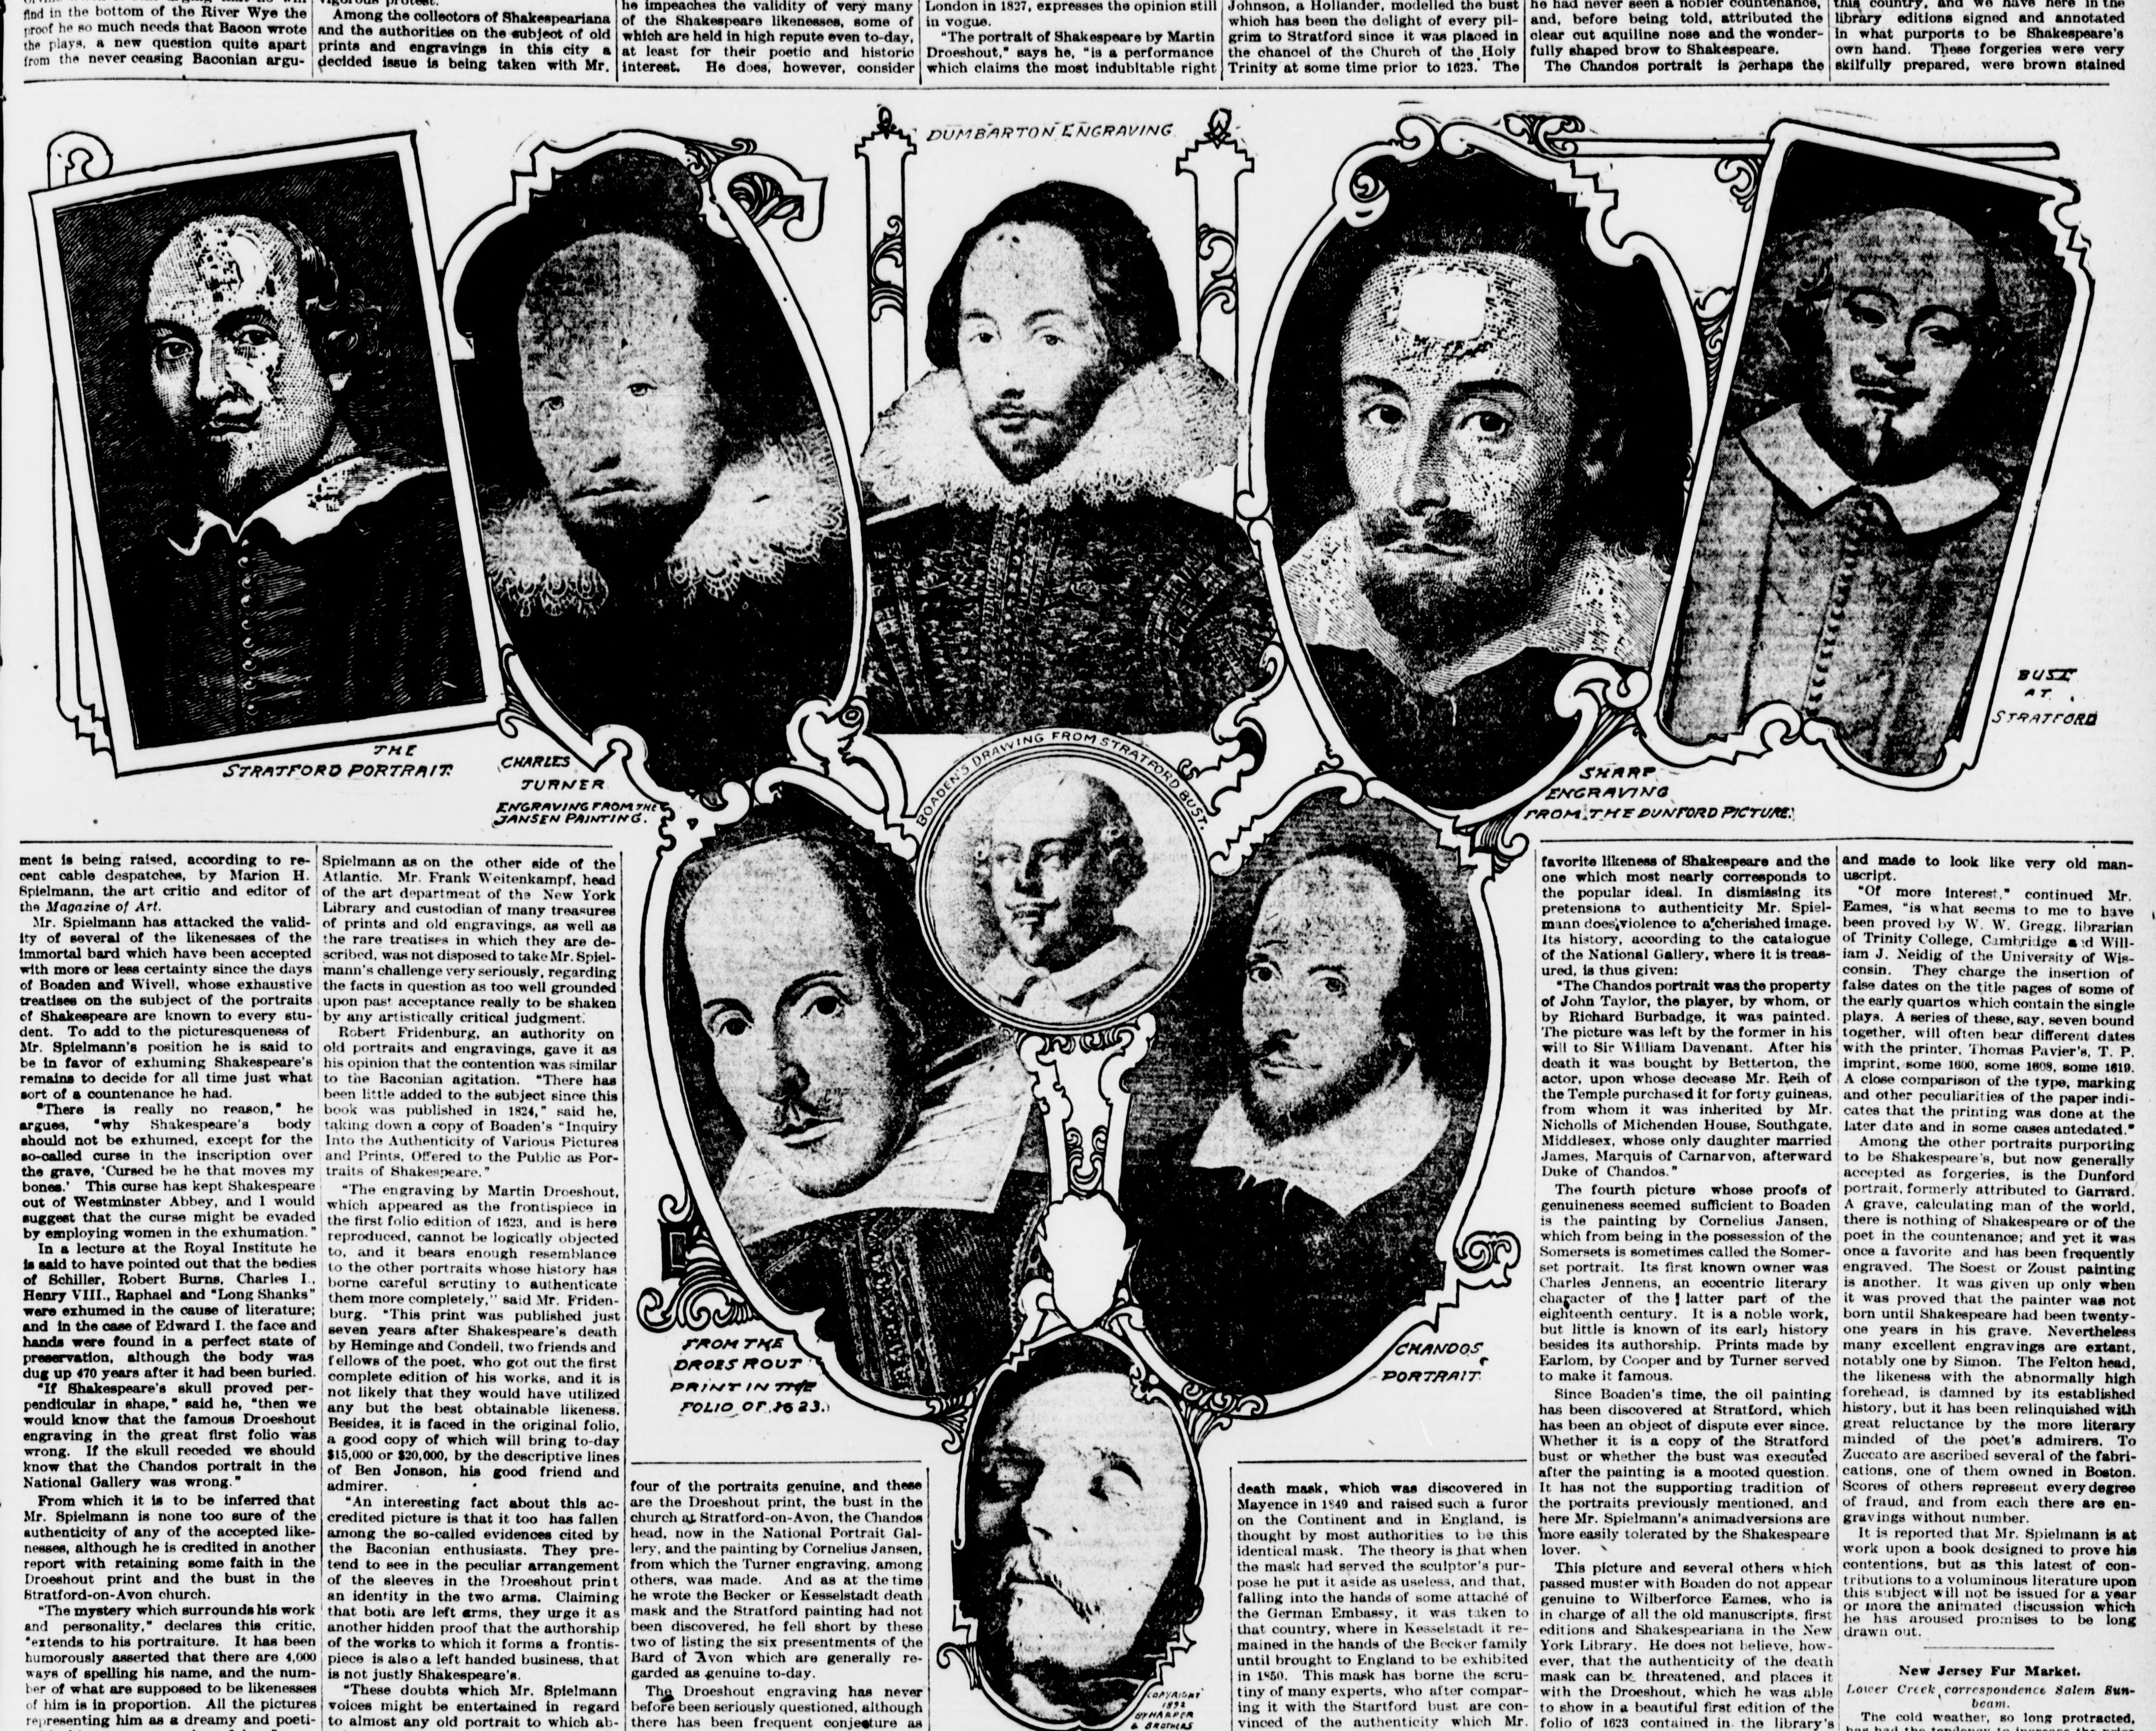 find in the bottom of the River Wye the
proof he so much needs that Bacon wrote
the plays, a new question quite apart
from the never ceasing Baconian argu-
Among the collectors of Shakespeariana
and the authorities on the subject of old
prints and engravings in this city a
decided issue is being taken with Mr.
he impeaches the validity of very many
of the Shakespeare likenesses, some of
which are held in high repute even to-day,
at least for their poetic and historic
interest. He does, however, consider
London in 1827, expresses the opinion still
in vogue.
"The portrait of Shakespeare by Martin
Droeshout," says he, "is a performance
which claims the most indubitable right
Johnson, a Hollander, modelled the bust
which has been the delight of every pil-
grim to Stratford since it was placed in
the chancel of the Church of the Holy
Trinity at some time prior to 1623. The
he had never seen a nobler countenance,
and, before being told, attributed the
clear cut aquiline nose and the wonder-
fully shaped brow to Shakespeare.
The Chandos portrait is perhaps the
this country, and we have here in the
library editions signed and annotated
in what purports to be Shakespeare's
own hand. These forgeries were very
skilfully prepared, were brown stained
DUMBARTON ENGRAVING
THE
STRATFORD PORTRAIT.
CHARLES
TURNER
ENGRAVING FROM THE
JANSEN PAINTING.
BOADEN'S DRAWING FROM STRATFORD BUST.
SHARP
ENGRAVING
FROM THE DUNFORD PICTURE.
BUST
AT
STRATFORD
FROM THE
DROESHOUT
PRINT IN THE
FOLIO OF 1623.
CHANDOS
PORTRAIT
COPYRIGHT
1892
BY HARPER
& BROTHERS
ment is being raised, according to re-
cent cable despatches, by Marion H.
Spielmann, the art critic and editor of
the Magazine of Art.
Mr. Spielmann has attacked the valid-
ity of several of the likenesses of the
immortal bard which have been accepted
with more or less certainty since the days
of Boaden and Wivell, whose exhaustive
treatises on the subject of the portraits
of Shakespeare are known to every stu-
dent. To add to the picturesqueness of
Mr. Spielmann's position he is said to
be in favor of exhuming Shakespeare's
remains to decide for all time just what
sort of a countenance he had.
"There is really no reason," he
argues, "why Shakespeare's body
should not be exhumed, except for the
so-called curse in the inscription over
the grave, 'Cursed be he that moves my
bones.' This curse has kept Shakespeare
out of Westminster Abbey, and I would
suggest that the curse might be evaded
by employing women in the exhumation."
In a lecture at the Royal Institute he
is said to have pointed out that the bodies
of Schiller, Robert Burns, Charles I.,
Henry VIII., Raphael and "Long Shanks"
were exhumed in the cause of literature;
and in the case of Edward I. the face and
hands were found in a perfect state of
preservation, although the body was
dug up 470 years after it had been buried.
"If Shakespeare's skull proved per-
pendicular in shape," said he, "then we
would know that the famous Droeshout
engraving in the great first folio was
wrong. If the skull receded we should
know that the Chandos portrait in the
National Gallery was wrong."
From which it is to be inferred that
Mr. Spielmann is none too sure of the
authenticity of any of the accepted like-
nesses, although he is credited in another
report with retaining some faith in the
Droeshout print and the bust in the
Stratford-on-Avon church.
"The mystery which surrounds his work
and personality," declares this critic,
"extends to his portraiture. It has been
humorously asserted that there are 4,000
ways of spelling his name, and the num-
ber of what are supposed to be likenesses
of him is in proportion. All the pictures
representing him as a dreamy and poeti-
Spielmann as on the other side of the
Atlantic. Mr. Frank Weitenkampf, head
of the art department of the New York
Library and custodian of many treasures
of prints and old engravings, as well as
the rare treatises in which they are de-
scribed, was not disposed to take Mr. Spiel-
mann's challenge very seriously, regarding
the facts in question as too well grounded
upon past acceptance really to be shaken
by any artistically critical judgment.
Robert Fridenburg, an authority on
old portraits and engravings, gave it as
his opinion that the contention was similar
to the Baconian agitation. "There has
been little added to the subject since this
book was published in 1824," said he,
taking down a copy of Boaden's "Inquiry
Into the Authenticity of Various Pictures
and Prints, Offered to the Public as Por-
traits of Shakespeare."
"The engraving by Martin Droeshout,
which appeared as the frontispiece in
the first folio edition of 1623, and is here
reproduced, cannot be logically objected
to, and it bears enough resemblance
to the other portraits whose history has
borne careful scrutiny to authenticate
them more completely," said Mr. Friden-
burg. "This print was published just
seven years after Shakespeare's death
by Heminge and Condell, two friends and
fellows of the poet, who got out the first
complete edition of his works, and it is
not likely that they would have utilized
any but the best obtainable likeness.
Besides, it is faced in the original folio,
a good copy of which will bring to-day
$15,000 or $20,000, by the descriptive lines
of Ben Jonson, his good friend and
admirer.
"An interesting fact about this ac-
credited picture is that it too has fallen
among the so-called evidences cited by
the Baconian enthusiasts. They pre-
tend to see in the peculiar arrangement
of the sleeves in the Droeshout print
an identity in the two arms. Claiming
that both are left arms, they urge it as
another hidden proof that the authorship
of the works to which it forms a frontis-
piece is also a left handed business, that
is not justly Shakespeare's.
"These doubts which Mr. Spielmann
voices might be entertained in regard
to almost any old portrait to which ab-
four of the portraits genuine, and these
are the Droeshout print, the bust in the
church at Stratford-on-Avon, the Chandos
head, now in the National Portrait Gal-
lery, and the painting by Cornelius Jansen,
from which the Turner engraving, among
others, was made. And as at the time
he wrote the Becker or Kesselstadt death
mask and the Stratford painting had not
been discovered, he fell short by these
two of listing the six presentments of the
Bard of Avon which are generally re-
garded as genuine to-day.
The Droeshout engraving has never
before been seriously questioned, although
there has been frequent conjecture as
death mask, which was discovered in
Mayence in 1849 and raised such a furor
on the Continent and in England, is
thought by most authorities to be this
identical mask. The theory is that when
the mask had served the sculptor's pur-
pose he put it aside as useless, and that,
falling into the hands of some attaché of
the German Embassy, it was taken to
that country, where in Kesselstadt it re-
mained in the hands of the Becker family
until brought to England to be exhibited
in 1850. This mask has borne the scru-
tiny of many experts, who after compar-
ing it with the Startford bust are con-
vinced of the authenticity which Mr.
favorite likeness of Shakespeare and the
one which most nearly corresponds to
the popular ideal. In dismissing its
pretensions to authenticity Mr. Spiel-
mann does violence to a cherished image.
Its history, according to the catalogue
of the National Gallery, where it is treas-
ured, is thus given:
"The Chandos portrait was the property
of John Taylor, the player, by whom, or
by Richard Burbadge, it was painted.
The picture was left by the former in his
will to Sir William Davenant. After his
death it was bought by Betterton, the
actor, upon whose decease Mr. Reih of
the Temple purchased it for forty guineas,
from whom it was inherited by Mr.
Nicholls of Michenden House, Southgate,
Middlesex, whose only daughter married
James, Marquis of Carnarvon, afterward
Duke of Chandos."
The fourth picture whose proofs of
genuineness seemed sufficient to Boaden
is the painting by Cornelius Jansen,
which from being in the possession of the
Somersets is sometimes called the Somer-
set portrait. Its first known owner was
Charles Jennens, an eccentric literary
character of the latter part of the
eighteenth century. It is a noble work,
but little is known of its early history
besides its authorship. Prints made by
Earlom, by Cooper and by Turner served
to make it famous.
Since Boaden's time, the oil painting
has been discovered at Stratford, which
has been an object of dispute ever since.
Whether it is a copy of the Stratford
bust or whether the bust was executed
after the painting is a mooted question.
It has not the supporting tradition of
the portraits previously mentioned, and
here Mr. Spielmann's animadversions are
more easily tolerated by the Shakespeare
lover.
This picture and several others which
passed muster with Boaden do not appear
genuine to Wilberforce Eames, who is
in charge of all the old manuscripts, first
editions and Shakespeariana in the New
York Library. He does not believe, how-
ever, that the authenticity of the death
mask can be threatened, and places it
with the Droeshout, which he was able
to show in a beautiful first edition of the
folio of 1623 contained in the library's
and made to look like very old man-
uscript.
"Of more interest," continued Mr.
Eames, "is what seems to me to have
been proved by W. W. Gregg, librarian
of Trinity College, Cambridge and Will-
iam J. Neidig of the University of Wis-
consin. They charge the insertion of
false dates on the title pages of some of
the early quartos which contain the single
plays. A series of these, say, seven bound
together, will often bear different dates
with the printer, Thomas Pavier's, T. P.
imprint, some 1600, some 1608, some 1619.
A close comparison of the type, marking
and other peculiarities of the paper indi-
cates that the printing was done at the
later date and in some cases antedated."
Among the other portraits purporting
to be Shakespeare's, but now generally
accepted as forgeries, is the Dunford
portrait, formerly attributed to Garrard.
A grave, calculating man of the world,
there is nothing of Shakespeare or of the
poet in the countenance; and yet it was
once a favorite and has been frequently
engraved. The Soest or Zoust painting
is another. It was given up only when
it was proved that the painter was not
born until Shakespeare had been twenty-
one years in his grave. Nevertheless
many excellent engravings are extant,
notably one by Simon. The Felton head,
the likeness with the abnormally high
forehead, is damned by its established
history, but it has been relinquished with
great reluctance by the more literary
minded of the poet's admirers. To
Zuccato are ascribed several of the fabri-
cations, one of them owned in Boston.
Scores of others represent every degree
of fraud, and from each there are en-
gravings without number.
It is reported that Mr. Spielmann is at
work upon a book designed to prove his
contentions, but as this latest of con-
tributions to a voluminous literature upon
this subject will not be issued for a year
or more the animated discussion which
he has aroused promises to be long
drawn out.
New Jersey Fur Market.
Lower Creek correspondence Salem Sun-
beam.
The cold weather, so long protracted,